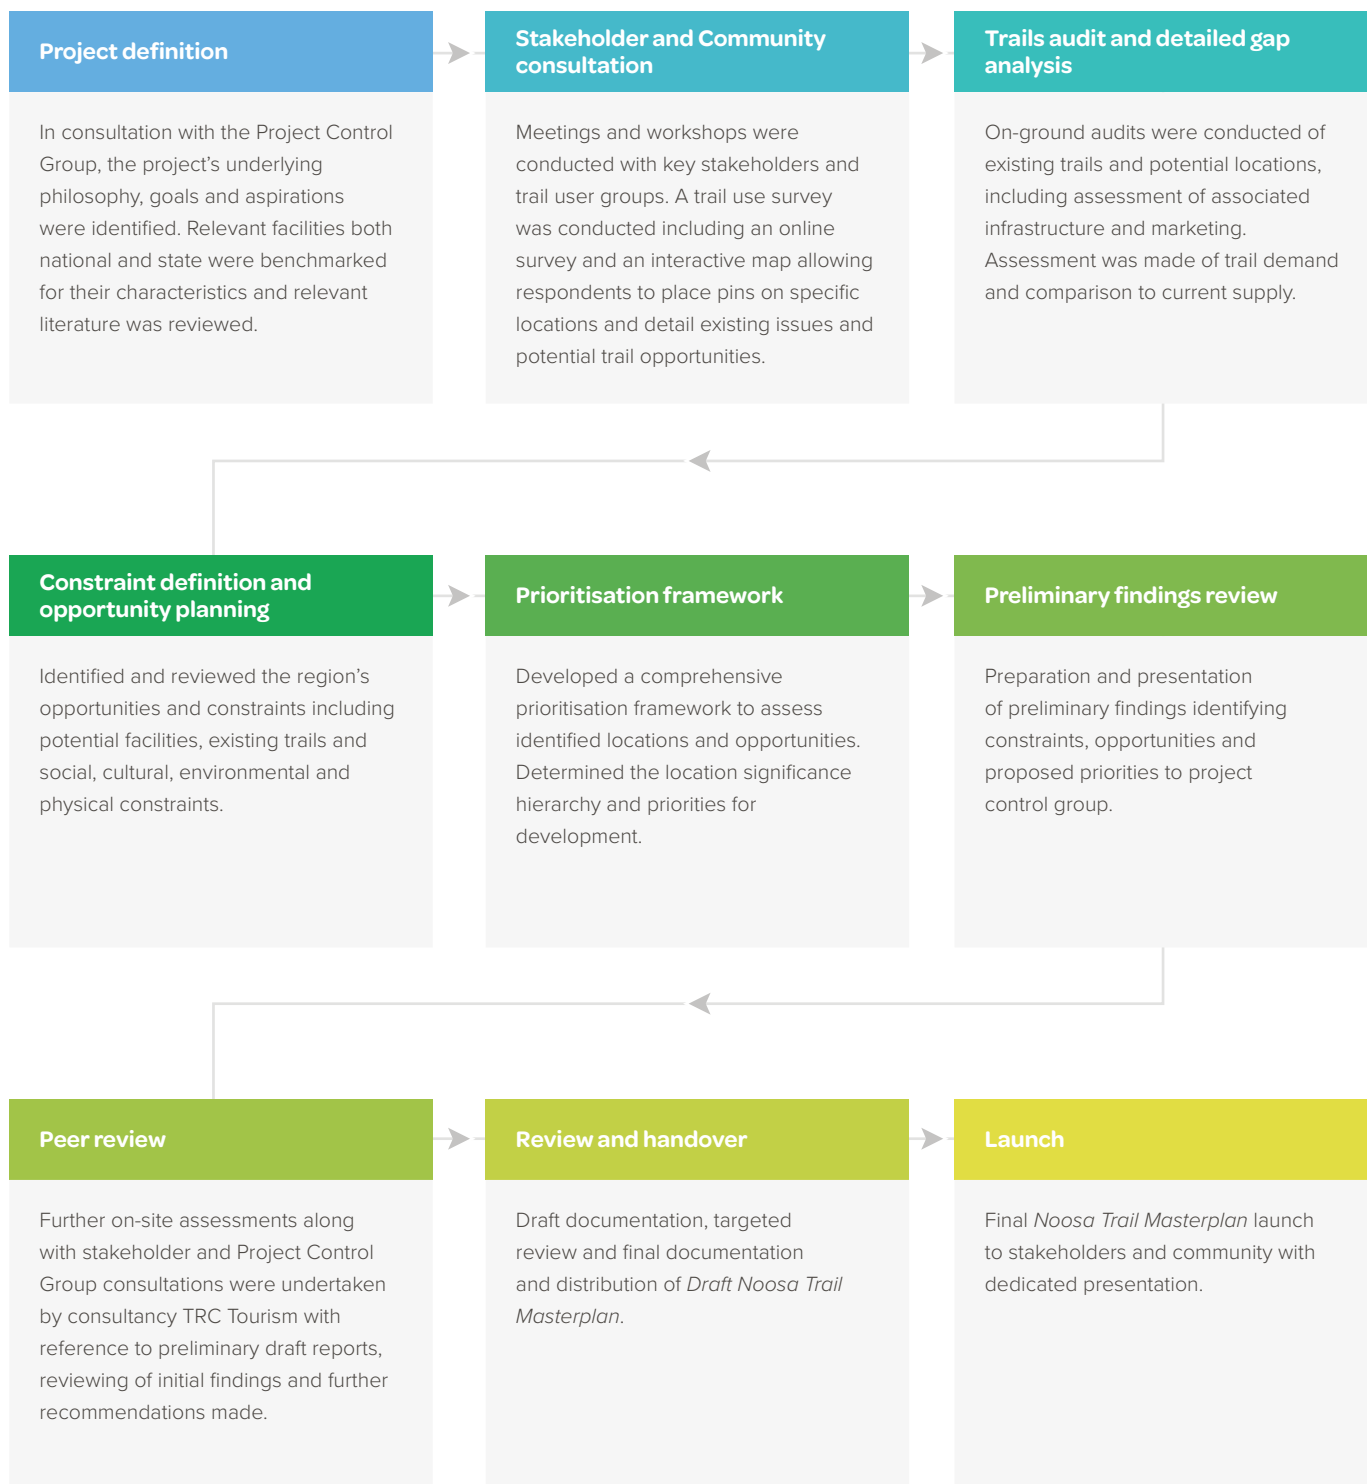 Project definition
In consultation with the Project Control
Group, the project's underlying
philosophy, goals and aspirations
were identified. Relevant facilities both
national and state were benchmarked
for their characteristics and relevant
literature was reviewed.
Stakeholder and Community
consultation
Meetings and workshops were
conducted with key stakeholders and
trail user groups. A trail use survey
was conducted including an online
survey and an interactive map allowing
respondents to place pins on specific
locations and detail existing issues and
potential trail opportunities.
Trails audit and detailed gap
analysis
On-ground audits were conducted of
existing trails and potential locations,
including assessment of associated
infrastructure and marketing.
Assessment was made of trail demand
and comparison to current supply.
Constraint definition and
opportunity planning
Identified and reviewed the region's
opportunities and constraints including
potential facilities, existing trails and
social, cultural, environmental and
physical constraints.
Prioritisation framework
Developed a comprehensive
prioritisation framework to assess
identified locations and opportunities.
Determined the location significance
hierarchy and priorities for
development.
Preliminary findings review
Preparation and presentation
of preliminary findings identifying
constraints, opportunities and
proposed priorities to project
control group.
Peer review
Further on-site assessments along
with stakeholder and Project Control
Group consultations were undertaken
by consultancy TRC Tourism with
reference to preliminary draft reports,
reviewing of initial findings and further
recommendations made.
Review and handover
Draft documentation, targeted
review and final documentation
and distribution of Draft Noosa Trail
Masterplan.
Launch
Final Noosa Trail Masterplan launch
to stakeholders and community with
dedicated presentation.